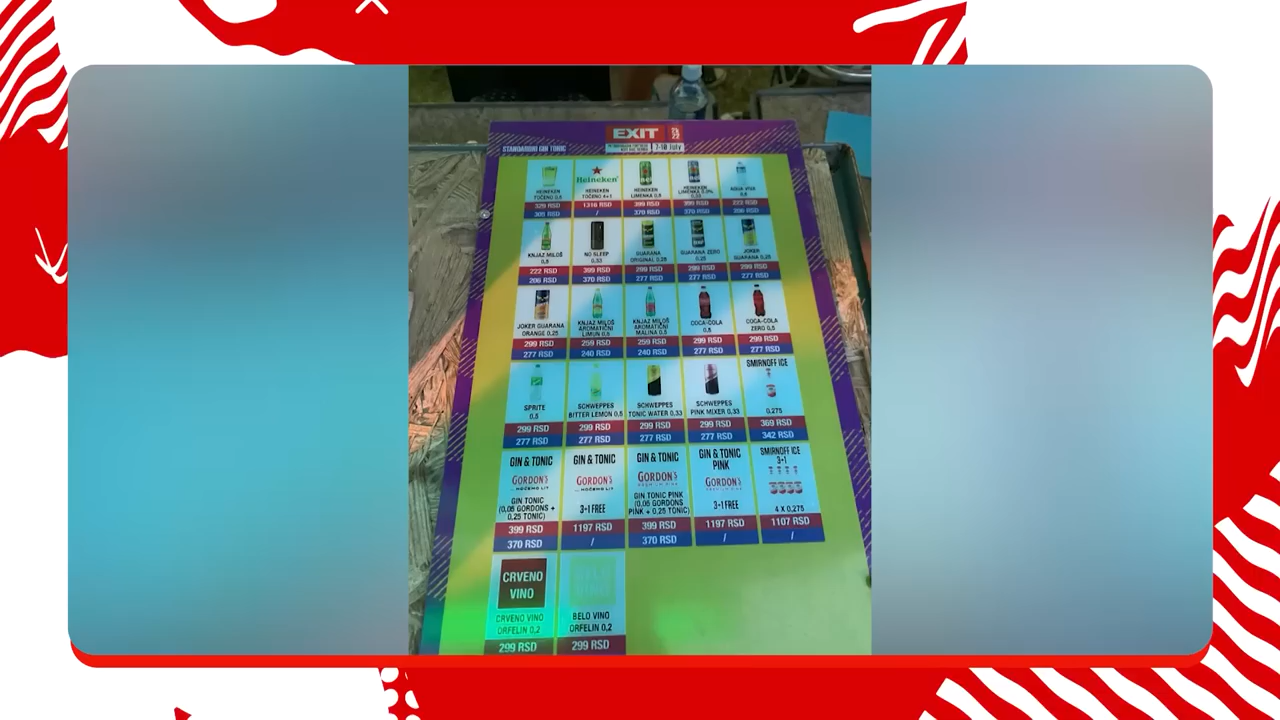 EXIT
STANDARDNI GIN TONIC
7-10 July
HEINEKEN
TOČENO 0,5
329 RSD
305 RSD
Heineken
HEINEKEN
TOČENO 4+1
1316 RSD
/
HEINEKEN
LIMENKA 0,5
399 RSD
370 RSD
HEINEKEN
LIMENKA 0.0%
0,33
399 RSD
370 RSD
AQUA VIVA
222 RSD
206 RSD
KNJAZ MILOŠ
0,5
222 RSD
206 RSD
NO SLEEP
0,33
399 RSD
370 RSD
GUARANA
ORIGINAL 0,25
299 RSD
277 RSD
GUARANA ZERO
0,25
299 RSD
277 RSD
JOKER
GUARANA 0,25
299 RSD
277 RSD
JOKER GUARANA
ORANGE 0,25
299 RSD
277 RSD
KNJAZ MILOŠ
AROMATIČNI
LIMUN 0,5
259 RSD
240 RSD
KNJAZ MILOŠ
AROMATIČNI
MALINA 0,5
259 RSD
240 RSD
COCA-COLA
0,5
299 RSD
277 RSD
COCA-COLA
ZERO 0,5
299 RSD
277 RSD
SPRITE
0,5
299 RSD
277 RSD
SCHWEPPES
BITTER LEMON 0,5
299 RSD
277 RSD
SCHWEPPES
TONIC WATER 0,33
299 RSD
277 RSD
SCHWEPPES
PINK MIXER 0,33
299 RSD
277 RSD
SMIRNOFF ICE
0,275
369 RSD
342 RSD
GIN & TONIC
GORDON'S
GIN TONIC
(0,05 GORDONS +
0,25 TONIC)
399 RSD
370 RSD
GIN & TONIC
GORDON'S
3+1 FREE
1197 RSD
/
GIN & TONIC
GORDON'S
GIN TONIC PINK
(0,05 GORDONS
PINK + 0,25 TONIC)
399 RSD
370 RSD
GIN & TONIC
PINK
GORDON'S
3+1 FREE
1197 RSD
/
SMIRNOFF ICE
3+1
4 X 0,275
1107 RSD
/
CRVENO
VINO
CRVENO VINO
ORFELIN 0,2
299 RSD
BELO VINO
ORFELIN 0,2
299 RSD